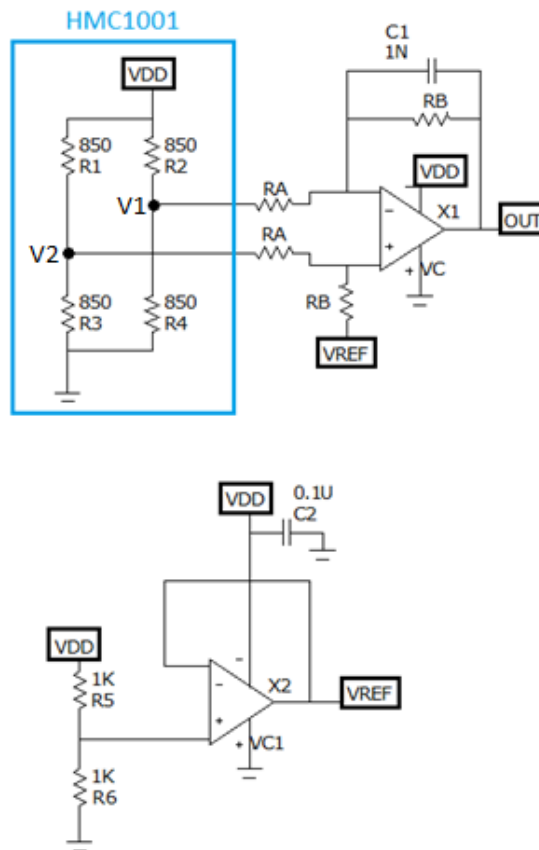 HMC1001
VDD
850
R1
850
R2
V1
V2
850
R3
850
R4
RA
RA
C1
1N
RB
VDD
X1
-
+
OUT
+ VC
RB
VREF
VDD
0.1U
C2
VDD
1K
R5
-
-
X2
+
VREF
+ VC1
1K
R6